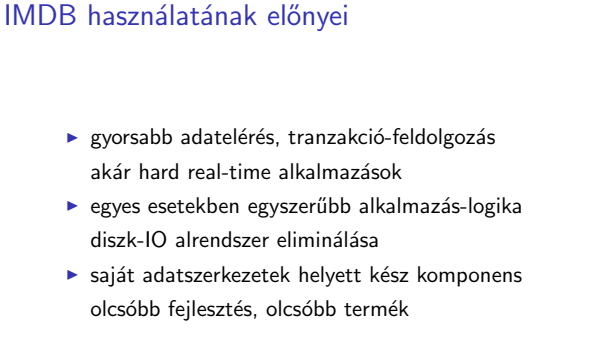 IMDB használatának előnyei
gyorsabb adatelérés, tranzakció-feldolgozás
akár hard real-time alkalmazások
egyes esetekben egyszerűbb alkalmazás-logika
diszk-IO alrendszer eliminálása
saját adatszerkezetek helyett kész komponens
olcsóbb fejlesztés, olcsóbb termék